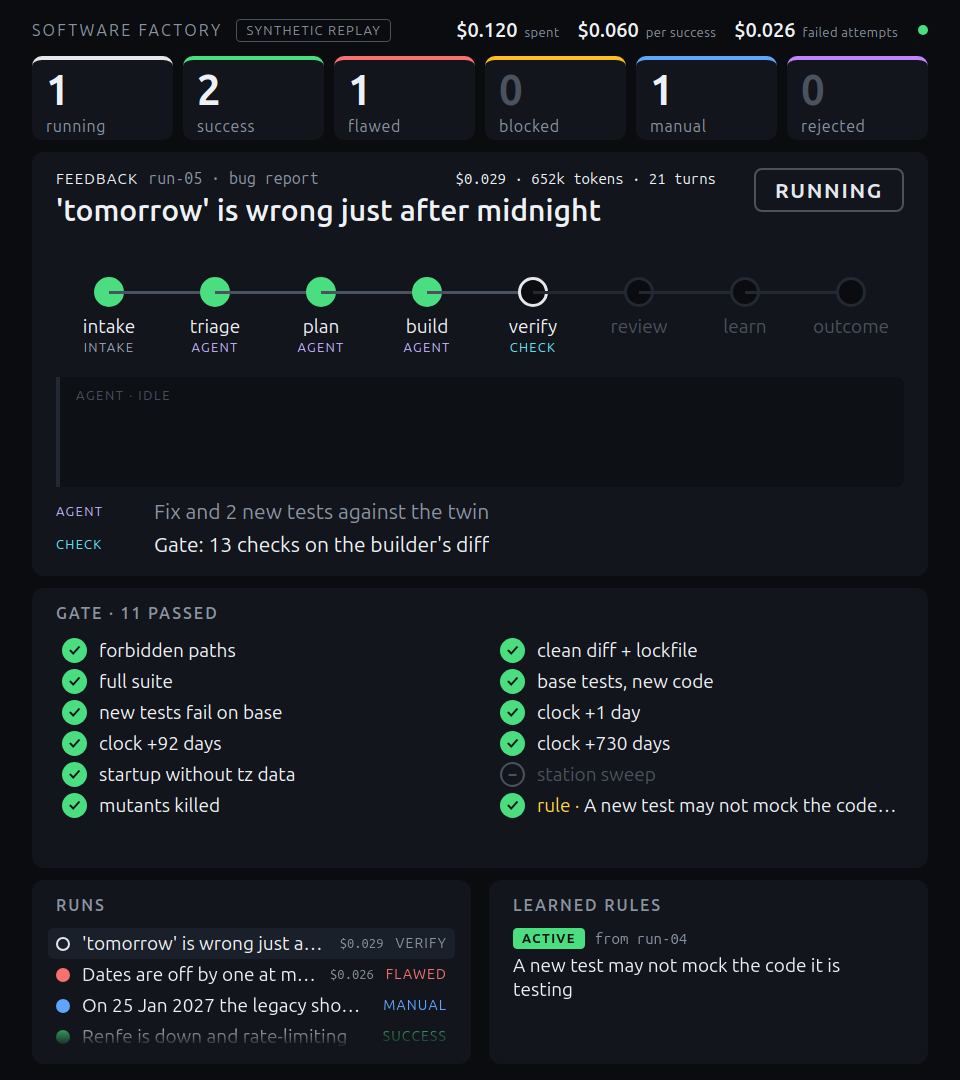 SOFTWARE FACTORY SYNTHETIC REPLAY $0.120 spent $0.060 per success $0.026 failed attempts
1 2 1 0 1 0
running success flawed blocked manual rejected
FEEDBACK run-05 · bug report $0.029 · 652k tokens · 21 turns RUNNING
'tomorrow' is wrong just after midnight
intake triage plan build verify review learn outcome
INTAKE AGENT AGENT AGENT CHECK
AGENT · IDLE
AGENT Fix and 2 new tests against the twin
CHECK Gate: 13 checks on the builder's diff
GATE · 11 PASSED
forbidden paths clean diff + lockfile
full suite base tests, new code
new tests fail on base clock +1 day
clock +92 days clock +730 days
startup without tz data station sweep
mutants killed rule · A new test may not mock the code…
RUNS
'tomorrow' is wrong just a… $0.029 VERIFY
Dates are off by one at m… $0.026 FLAWED
On 25 Jan 2027 the legacy sho… MANUAL
Renfe is down and rate-limiting SUCCESS
LEARNED RULES
ACTIVE from run-04
A new test may not mock the code it is
testing